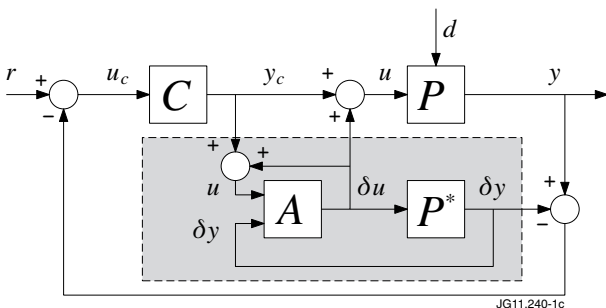 d
r + u_c C y_c + u P y
− +
+ + +
u A δu P* δy −
δy
JG11.240-1c